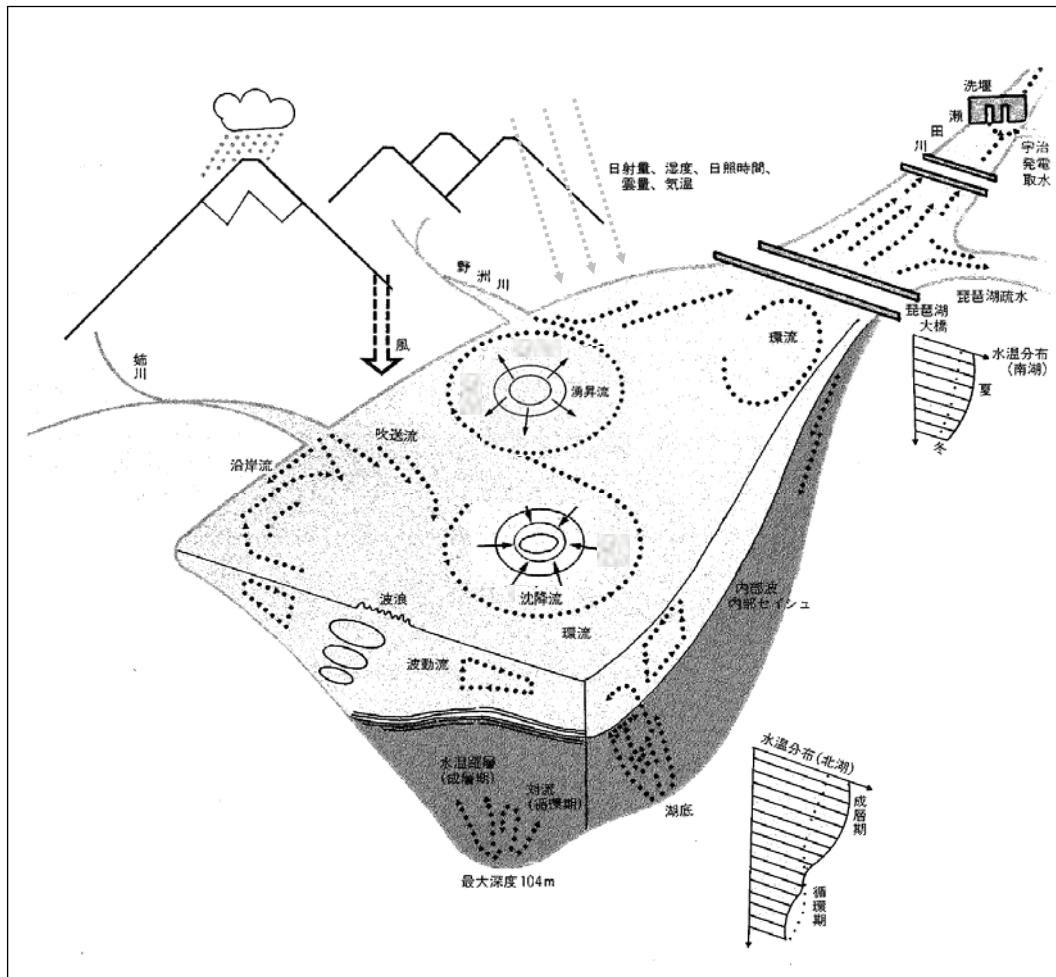 洗堰
瀬田川
宇治
発電
取水
日射量、湿度、日照時間、
雲量、気温
野洲川
琵琶湖疏水
琵琶湖
大橋
環流
水温分布
(南湖)
夏
冬
風
姉川
湧昇流
吹送流
沿岸流
沈降流
環流
波浪
波動流
内部波
内部セイシュ
水温躍層
(成層期)
対流
(循環期)
湖底
最大深度104m
水温分布(北湖)
成層期
循環期